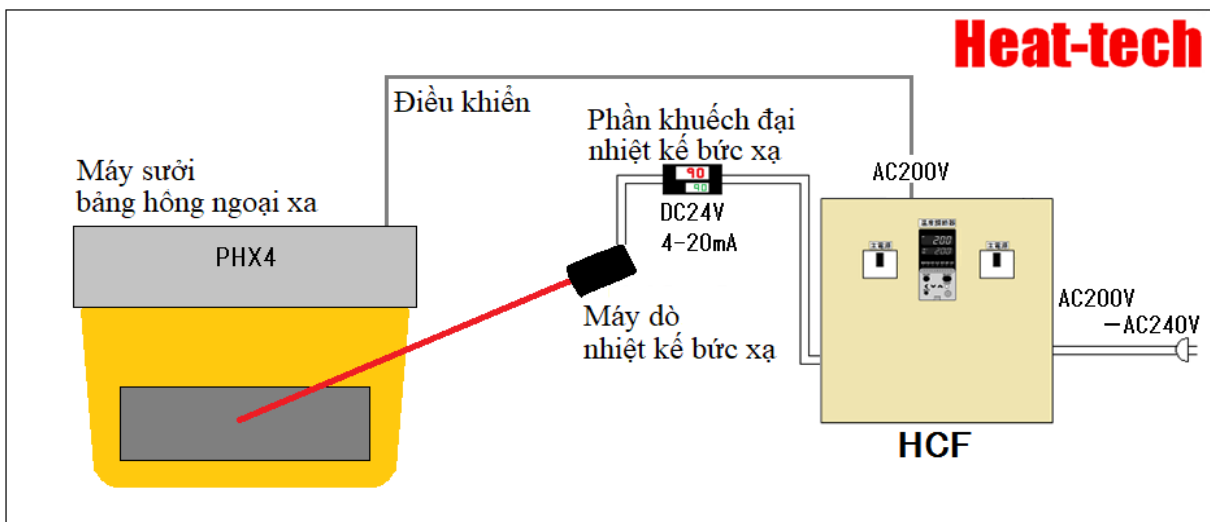 Heat-tech
Điều khiển
Phần khuếch đại
nhiệt kế bức xạ
AC200V
Máy sưởi
bảng hồng ngoại xa
PHX4
90
90
DC24V
4-20mA
200
200
Máy dò
nhiệt kế bức xạ
AC200V
-AC240V
HCF